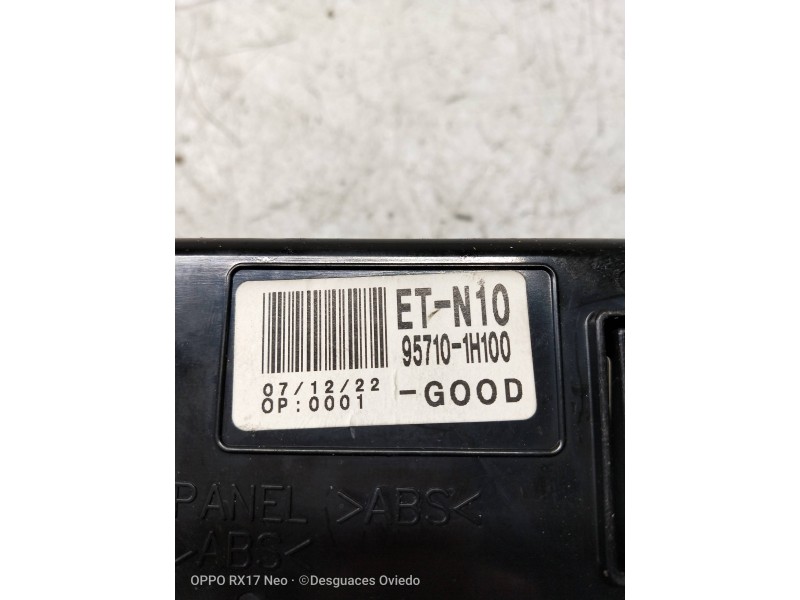 ET-N10
95710-1H100
07/12/22
OP:0001
-GOOD
PANEL >ABS<
>ABS<
OPPO RX17 Neo · ©Desguaces Oviedo